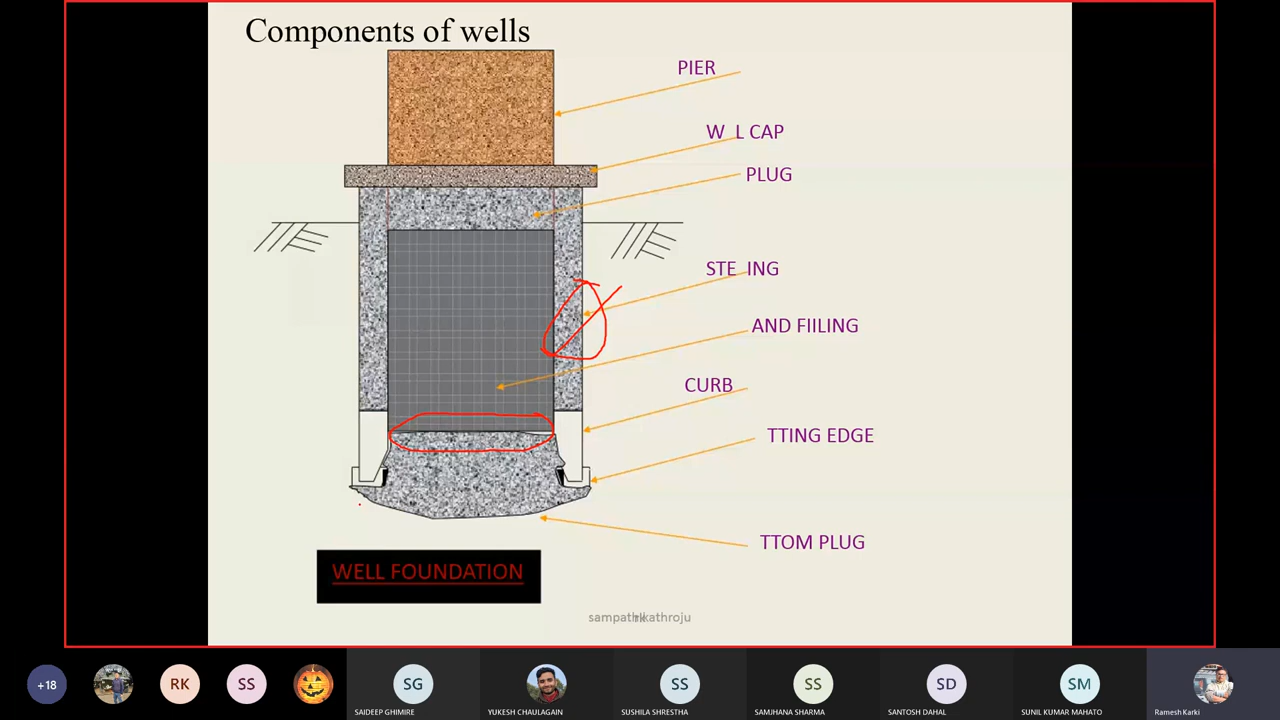 Components of wells
PIER
W L CAP
PLUG
STE ING
AND FIILING
CURB
TTING EDGE
TTOM PLUG
WELL FOUNDATION
+18
RK
SS
SG
SAIDEEP GHIMIRE
YUKESH CHAULAGAIN
SS
SUSHILA SHRESTHA
SS
SAMJHANA SHARMA
SD
SANTOSH DAHAL
SM
SUNIL KUMAR MAHATO
Ramesh Karki